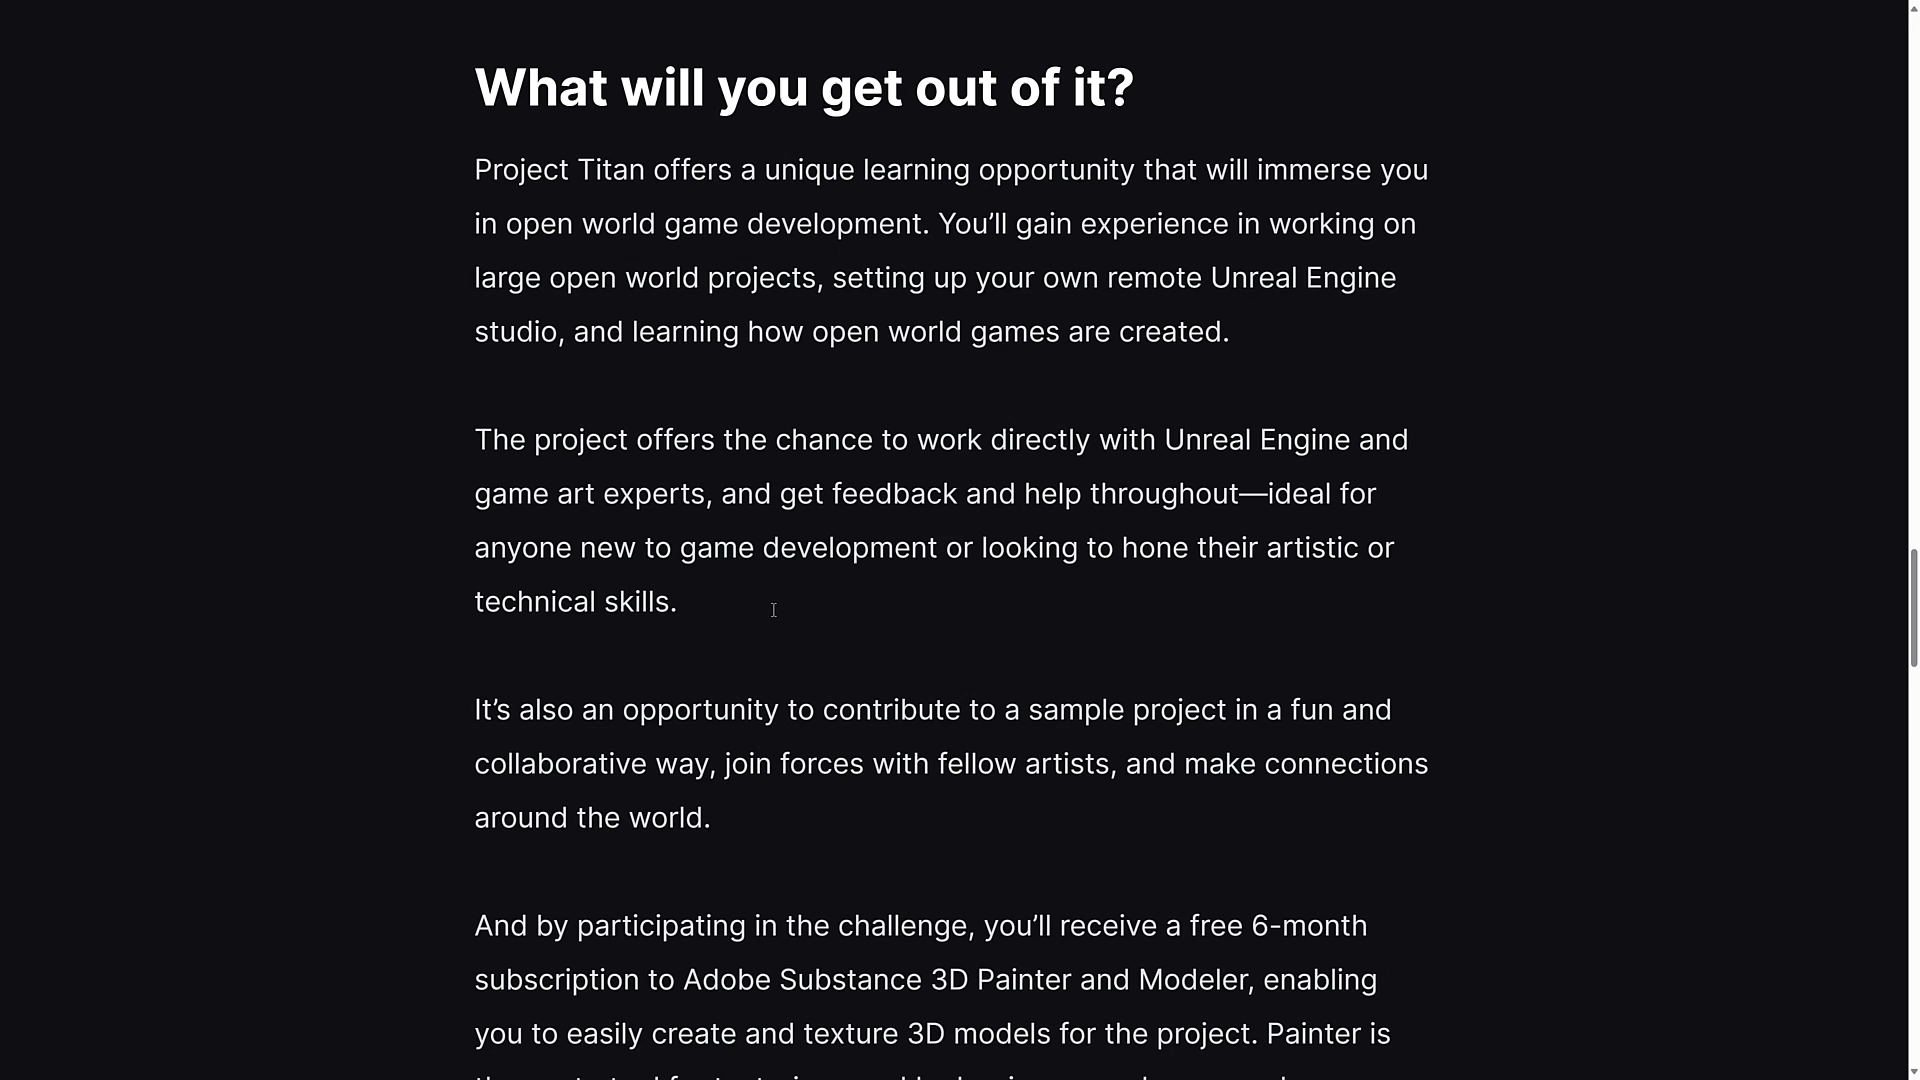 What will you get out of it?
Project Titan offers a unique learning opportunity that will immerse you
in open world game development. You’ll gain experience in working on
large open world projects, setting up your own remote Unreal Engine
studio, and learning how open world games are created.
The project offers the chance to work directly with Unreal Engine and
game art experts, and get feedback and help throughout—ideal for
anyone new to game development or looking to hone their artistic or
technical skills.
It’s also an opportunity to contribute to a sample project in a fun and
collaborative way, join forces with fellow artists, and make connections
around the world.
And by participating in the challenge, you’ll receive a free 6-month
subscription to Adobe Substance 3D Painter and Modeler, enabling
you to easily create and texture 3D models for the project. Painter is